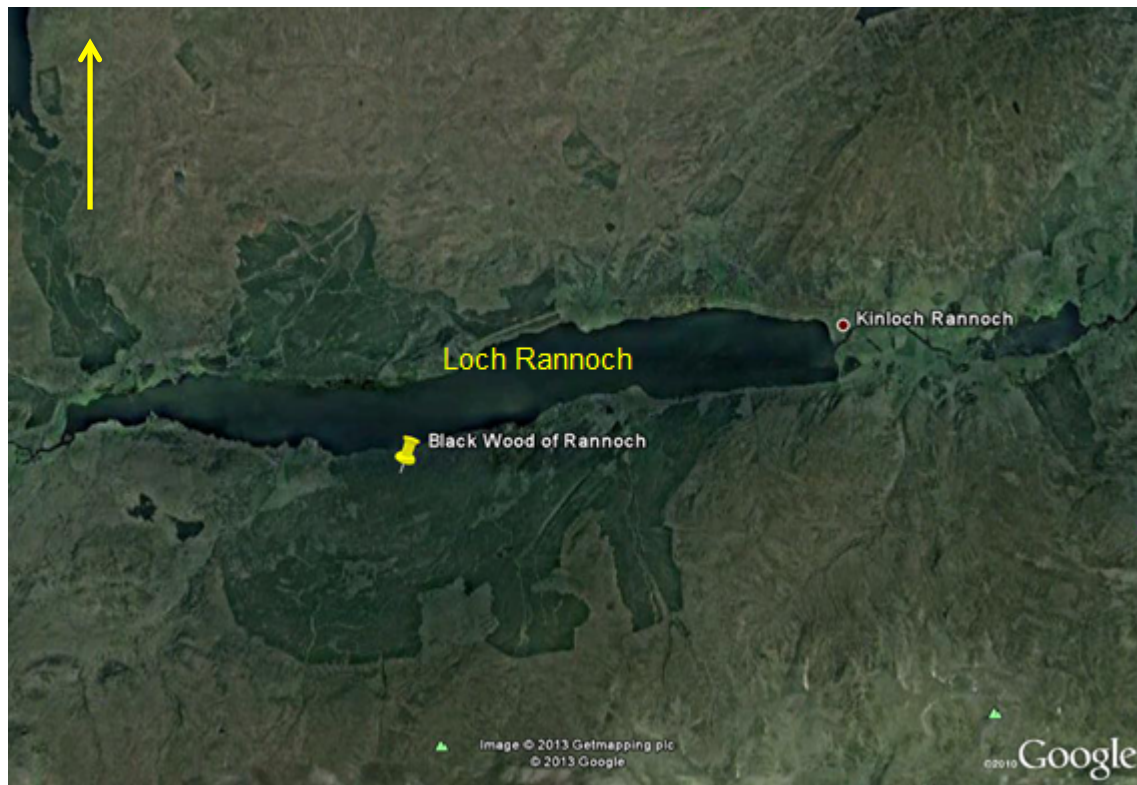 Kinloch Rannoch
Loch Rannoch
Black Wood of Rannoch
Image © 2013 Getmapping plc
© 2013 Google
©2010 Google